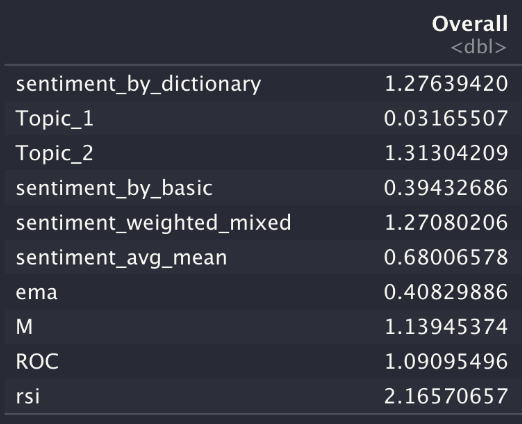 Overall
<dbl>
sentiment_by_dictionary 1.27639420
Topic_1 0.03165507
Topic_2 1.31304209
sentiment_by_basic 0.39432686
sentiment_weighted_mixed 1.27080206
sentiment_avg_mean 0.68006578
ema 0.40829886
M 1.13945374
ROC 1.09095496
rsi 2.16570657